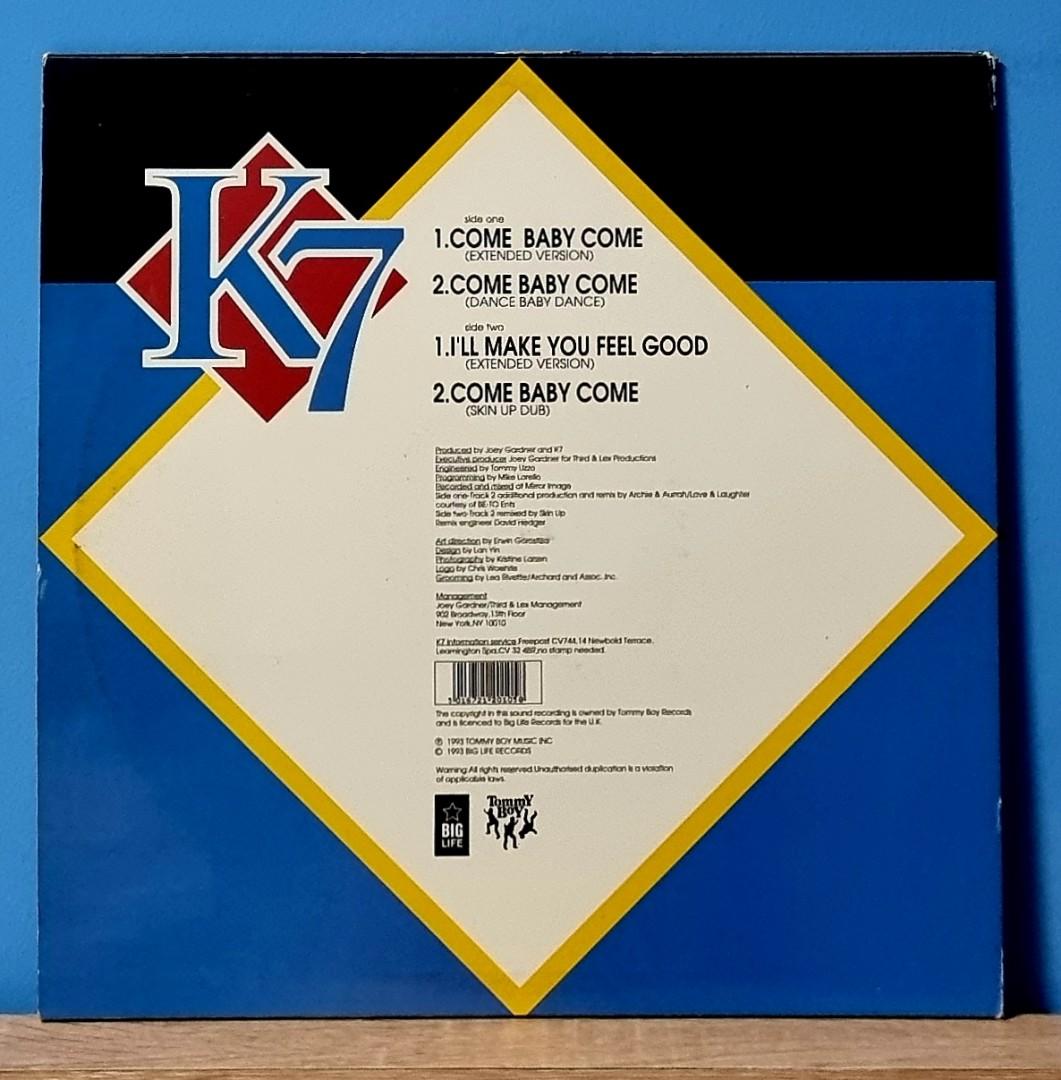 K7
side one
1.COME BABY COME
(EXTENDED VERSION)
2.COME BABY COME
(DANCE BABY DANCE)
side two
1.I'LL MAKE YOU FEEL GOOD
(EXTENDED VERSION)
2.COME BABY COME
(SKIN UP DUB)
Produced by Joey Gardner and K7
Executive producer Joey Gardner for Third & Lex Productions
Engineered by Tommy Uzzo
Programming by Mike Lorello
Recorded and mixed at Mirror Image
Side one-Track 2 additional production and remix by Archie & /Love & Laughter
courtesy of BE-TO Ents
Side two-Track 2 remixed by Skin Up
Remix engineer David Hedger
Art direction by Erwin Gorostiza
Design by Lan Yin
Photography by Kristine Larsen
Logo by Chris Woehrle
Grooming by Lea /Archard and Assoc. Inc.
Management
Joey Gardner/Third & Lex Management
902 Broadway,13th Floor
New York,NY 10010
K7 information service Freepost CV744,14 Newbold Terrace,
Leamington Spa,CV 32 4BR,no stamp needed.
The copyright in this sound recording is owned by Tommy Boy Records
and is licenced to Big Life Records for the U.K.
℗ 1993 TOMMY BOY MUSIC INC
© 1993 BIG LIFE RECORDS
Warning:All rights reserved.Unauthorised duplication is a violation
of applicable laws.
BIG
LIFE
Tommy
Boy